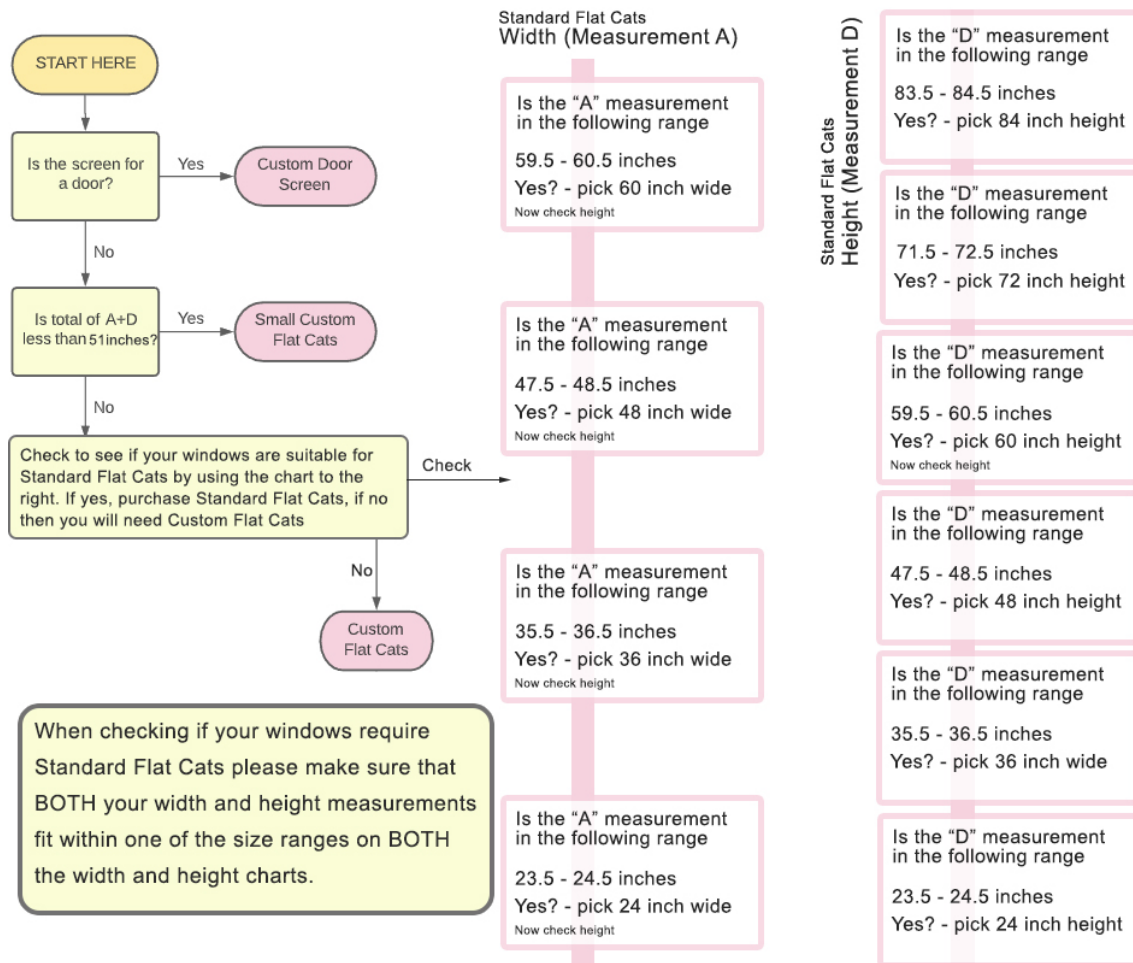 START HERE
Is the screen for
a door?
Yes
Custom Door
Screen
No
Is total of A+D
less than 51inches?
Yes
Small Custom
Flat Cats
No
Check to see if your windows are suitable for
Standard Flat Cats by using the chart to the
right. If yes, purchase Standard Flat Cats, if no
then you will need Custom Flat Cats
Check
No
Custom
Flat Cats
When checking if your windows require
Standard Flat Cats please make sure that
BOTH your width and height measurements
fit within one of the size ranges on BOTH
the width and height charts.
Standard Flat Cats
Width (Measurement A)
Is the “A” measurement
in the following range
59.5 - 60.5 inches
Yes? - pick 60 inch wide
Now check height
Is the “A” measurement
in the following range
47.5 - 48.5 inches
Yes? - pick 48 inch wide
Now check height
Is the “A” measurement
in the following range
35.5 - 36.5 inches
Yes? - pick 36 inch wide
Now check height
Is the “A” measurement
in the following range
23.5 - 24.5 inches
Yes? - pick 24 inch wide
Now check height
Standard Flat Cats
Height (Measurement D)
Is the “D” measurement
in the following range
83.5 - 84.5 inches
Yes? - pick 84 inch height
Is the “D” measurement
in the following range
71.5 - 72.5 inches
Yes? - pick 72 inch height
Is the “D” measurement
in the following range
59.5 - 60.5 inches
Yes? - pick 60 inch height
Now check height
Is the “D” measurement
in the following range
47.5 - 48.5 inches
Yes? - pick 48 inch height
Is the “D” measurement
in the following range
35.5 - 36.5 inches
Yes? - pick 36 inch wide
Is the “D” measurement
in the following range
23.5 - 24.5 inches
Yes? - pick 24 inch height